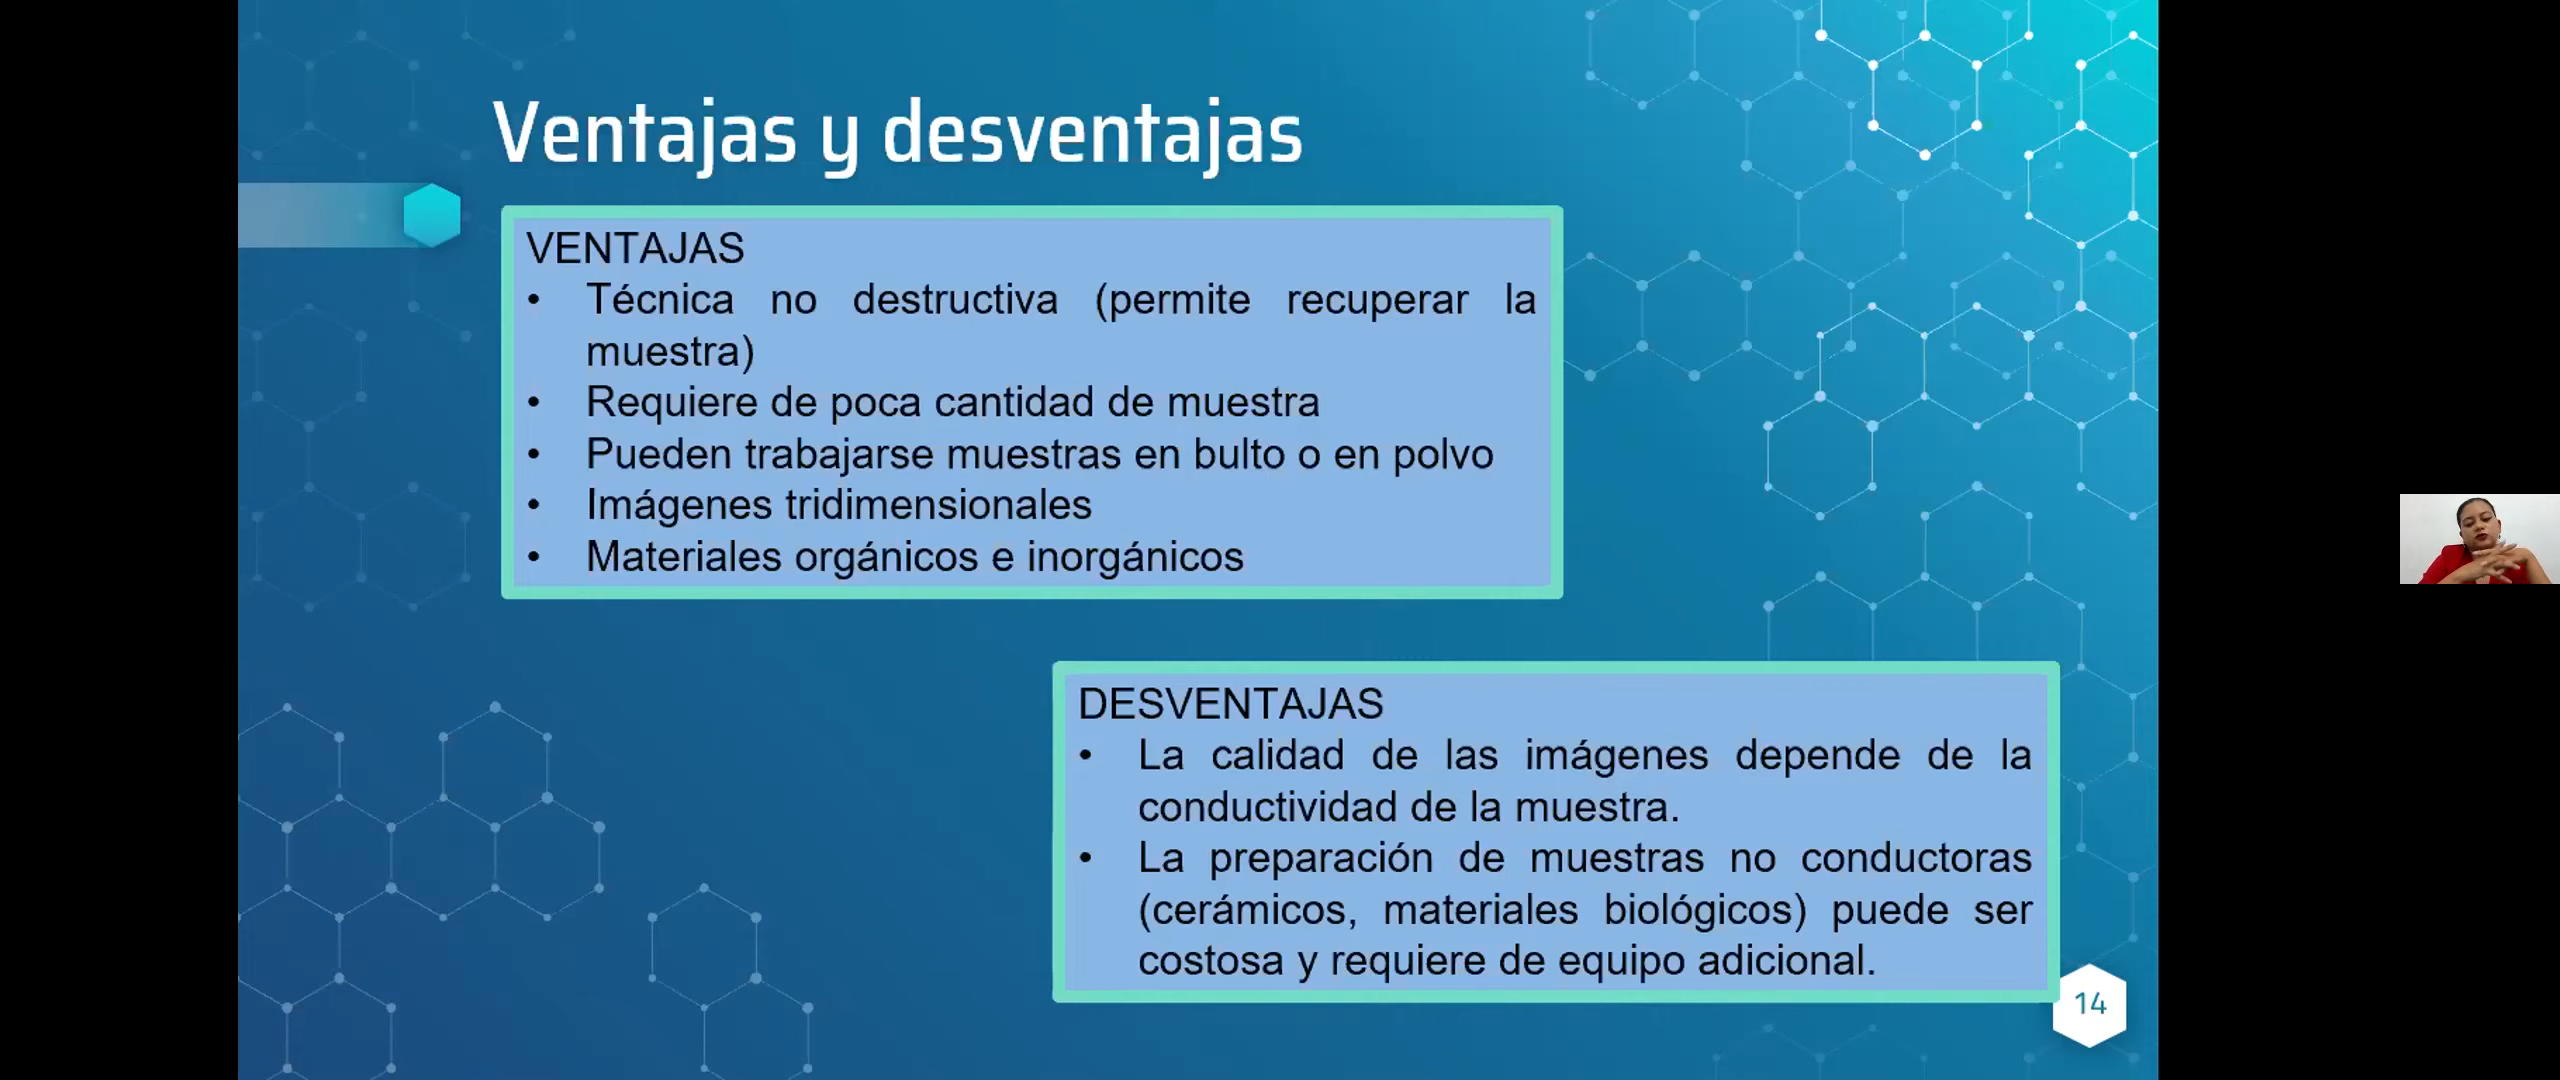 Ventajas y desventajas
VENTAJAS
• Técnica no destructiva (permite recuperar la
muestra)
• Requiere de poca cantidad de muestra
• Pueden trabajarse muestras en bulto o en polvo
• Imágenes tridimensionales
• Materiales orgánicos e inorgánicos
DESVENTAJAS
• La calidad de las imágenes depende de la
conductividad de la muestra.
• La preparación de muestras no conductoras
(cerámicos, materiales biológicos) puede ser
costosa y requiere de equipo adicional.
14